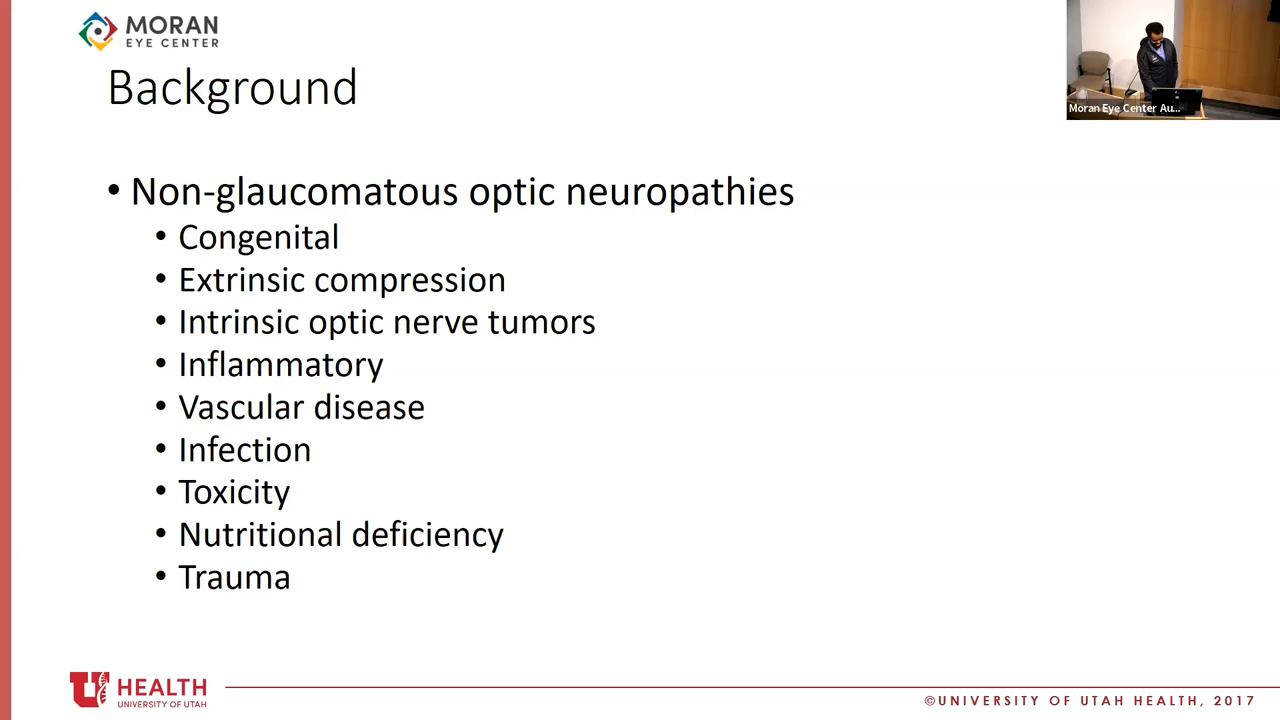 MORAN
EYE CENTER
Background
Moran Eye Center Au...
• Non-glaucomatous optic neuropathies
• Congenital
• Extrinsic compression
• Intrinsic optic nerve tumors
• Inflammatory
• Vascular disease
• Infection
• Toxicity
• Nutritional deficiency
• Trauma
U HEALTH
UNIVERSITY OF UTAH
©UNIVERSITY OF UTAH HEALTH, 2017